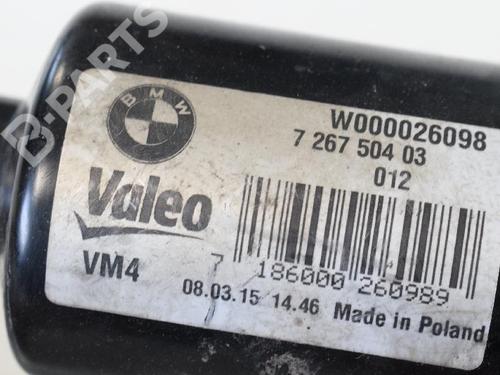 B-PARTS
BMW
W000026098
7 267 504 03
012
Valeo
VM4
7 186000 260989
08.03.15 14.46 Made in Poland